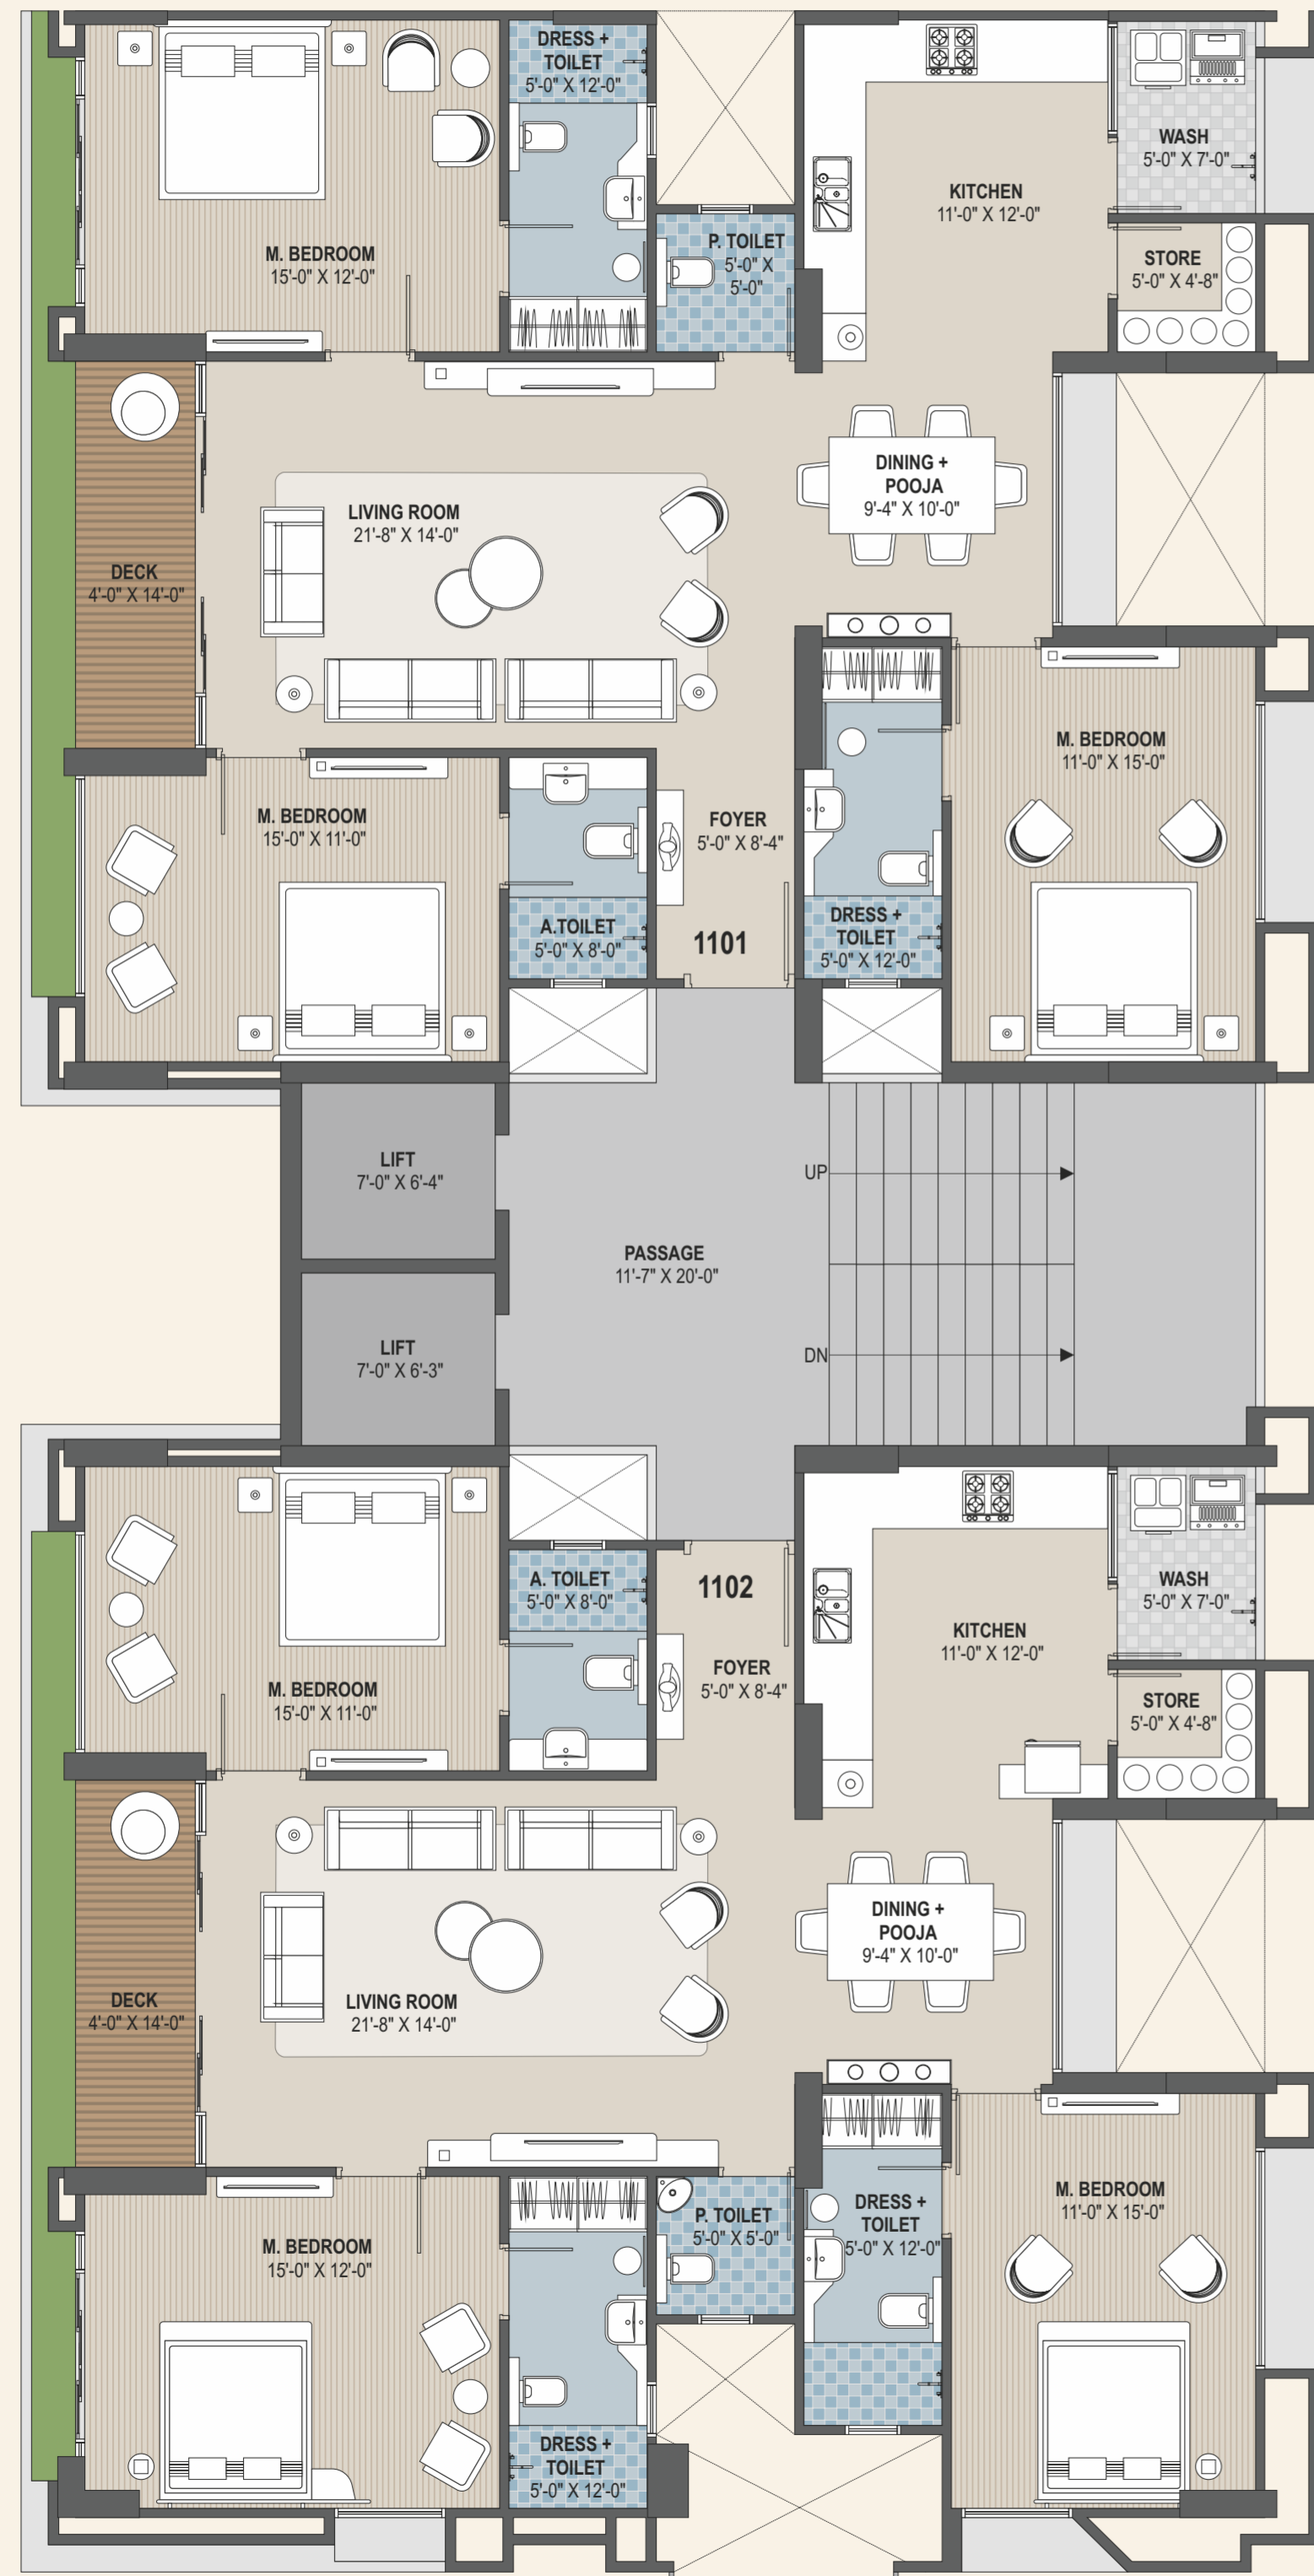 DRESS +
TOILET
5'-0" X 12'-0"
WASH
5'-0" X 7'-0"
KITCHEN
11'-0" X 12'-0"
M. BEDROOM
15'-0" X 12'-0"
P. TOILET
5'-0" X
5'-0"
STORE
5'-0" X 4'-8"
LIVING ROOM
21'-8" X 14'-0"
DINING +
POOJA
9'-4" X 10'-0"
DECK
4'-0" X 14'-0"
M. BEDROOM
11'-0" X 15'-0"
M. BEDROOM
15'-0" X 11'-0"
FOYER
5'-0" X 8'-4"
A.TOILET
5'-0" X 8'-0"
1101
DRESS +
TOILET
5'-0" X 12'-0"
LIFT
7'-0" X 6'-4"
UP
PASSAGE
11'-7" X 20'-0"
LIFT
7'-0" X 6'-3"
DN
A. TOILET
5'-0" X 8'-0"
1102
WASH
5'-0" X 7'-0"
KITCHEN
11'-0" X 12'-0"
FOYER
5'-0" X 8'-4"
M. BEDROOM
15'-0" X 11'-0"
STORE
5'-0" X 4'-8"
DINING +
POOJA
9'-4" X 10'-0"
DECK
4'-0" X 14'-0"
LIVING ROOM
21'-8" X 14'-0"
M. BEDROOM
11'-0" X 15'-0"
P. TOILET
5'-0" X 5'-0"
DRESS +
TOILET
5'-0" X 12'-0"
M. BEDROOM
15'-0" X 12'-0"
DRESS +
TOILET
5'-0" X 12'-0"